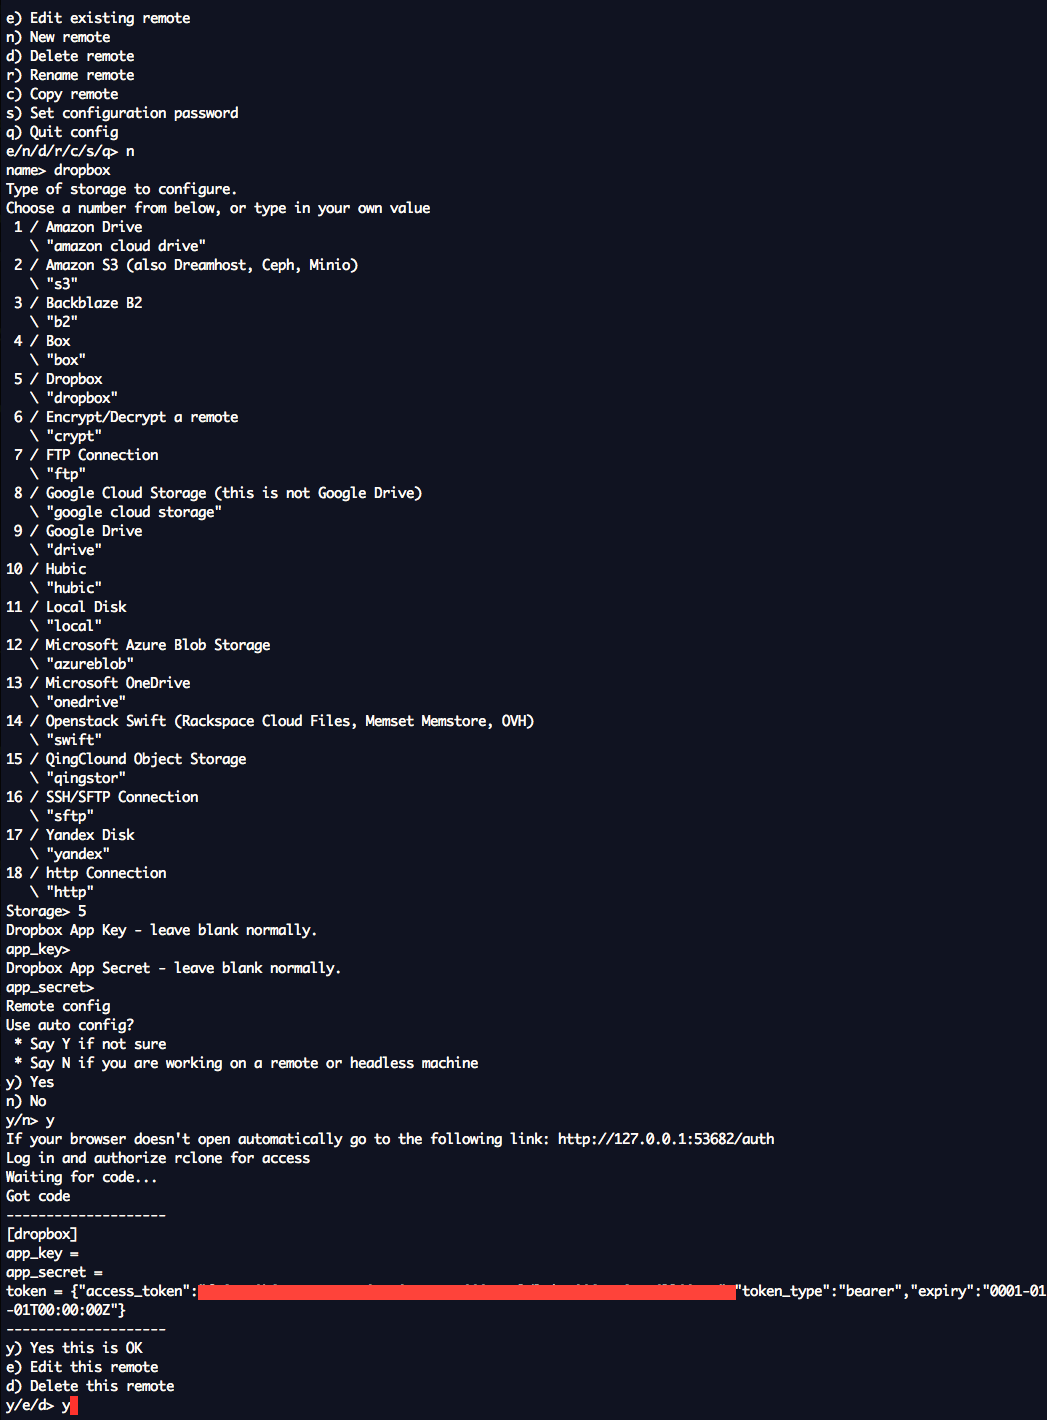 e) Edit existing remote
n) New remote
d) Delete remote
r) Rename remote
c) Copy remote
s) Set configuration password
q) Quit config
e/n/d/r/c/s/q> n
name> dropbox
Type of storage to configure.
Choose a number from below, or type in your own value
 1 / Amazon Drive
   \ "amazon cloud drive"
 2 / Amazon S3 (also Dreamhost, Ceph, Minio)
   \ "s3"
 3 / Backblaze B2
   \ "b2"
 4 / Box
   \ "box"
 5 / Dropbox
   \ "dropbox"
 6 / Encrypt/Decrypt a remote
   \ "crypt"
 7 / FTP Connection
   \ "ftp"
 8 / Google Cloud Storage (this is not Google Drive)
   \ "google cloud storage"
 9 / Google Drive
   \ "drive"
10 / Hubic
   \ "hubic"
11 / Local Disk
   \ "local"
12 / Microsoft Azure Blob Storage
   \ "azureblob"
13 / Microsoft OneDrive
   \ "onedrive"
14 / Openstack Swift (Rackspace Cloud Files, Memset Memstore, OVH)
   \ "swift"
15 / QingClound Object Storage
   \ "qingstor"
16 / SSH/SFTP Connection
   \ "sftp"
17 / Yandex Disk
   \ "yandex"
18 / http Connection
   \ "http"
Storage> 5
Dropbox App Key - leave blank normally.
app_key>
Dropbox App Secret - leave blank normally.
app_secret>
Remote config
Use auto config?
 * Say Y if not sure
 * Say N if you are working on a remote or headless machine
y) Yes
n) No
y/n> y
If your browser doesn't open automatically go to the following link: http://127.0.0.1:53682/auth
Log in and authorize rclone for access
Waiting for code...
Got code
--------------------
[dropbox]
app_key =
app_secret =
token = {"access_token": "token_type":"bearer","expiry":"0001-01
-01T00:00:00Z"}
--------------------
y) Yes this is OK
e) Edit this remote
d) Delete this remote
y/e/d> y